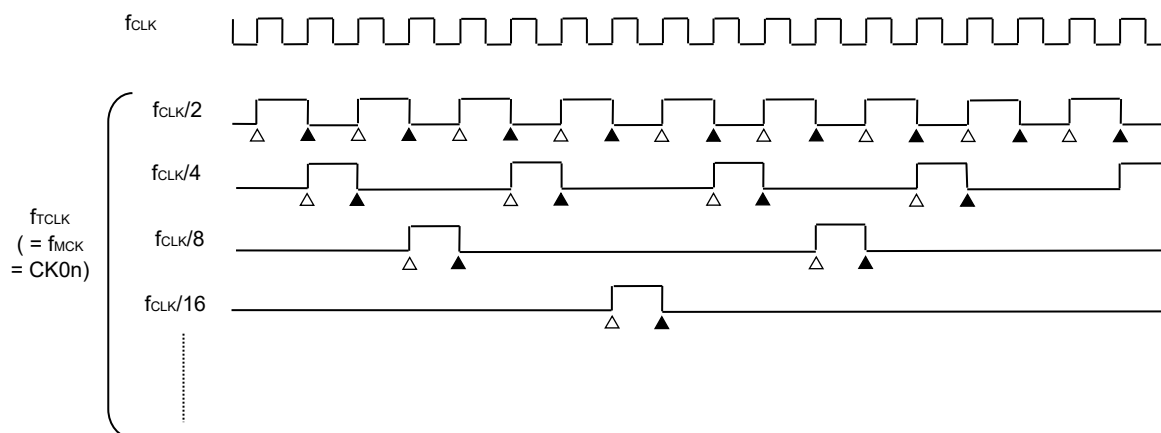 fCLK
fCLK/2
fCLK/4
fTCLK
( = fMCK
= CK0n)
fCLK/8
fCLK/16